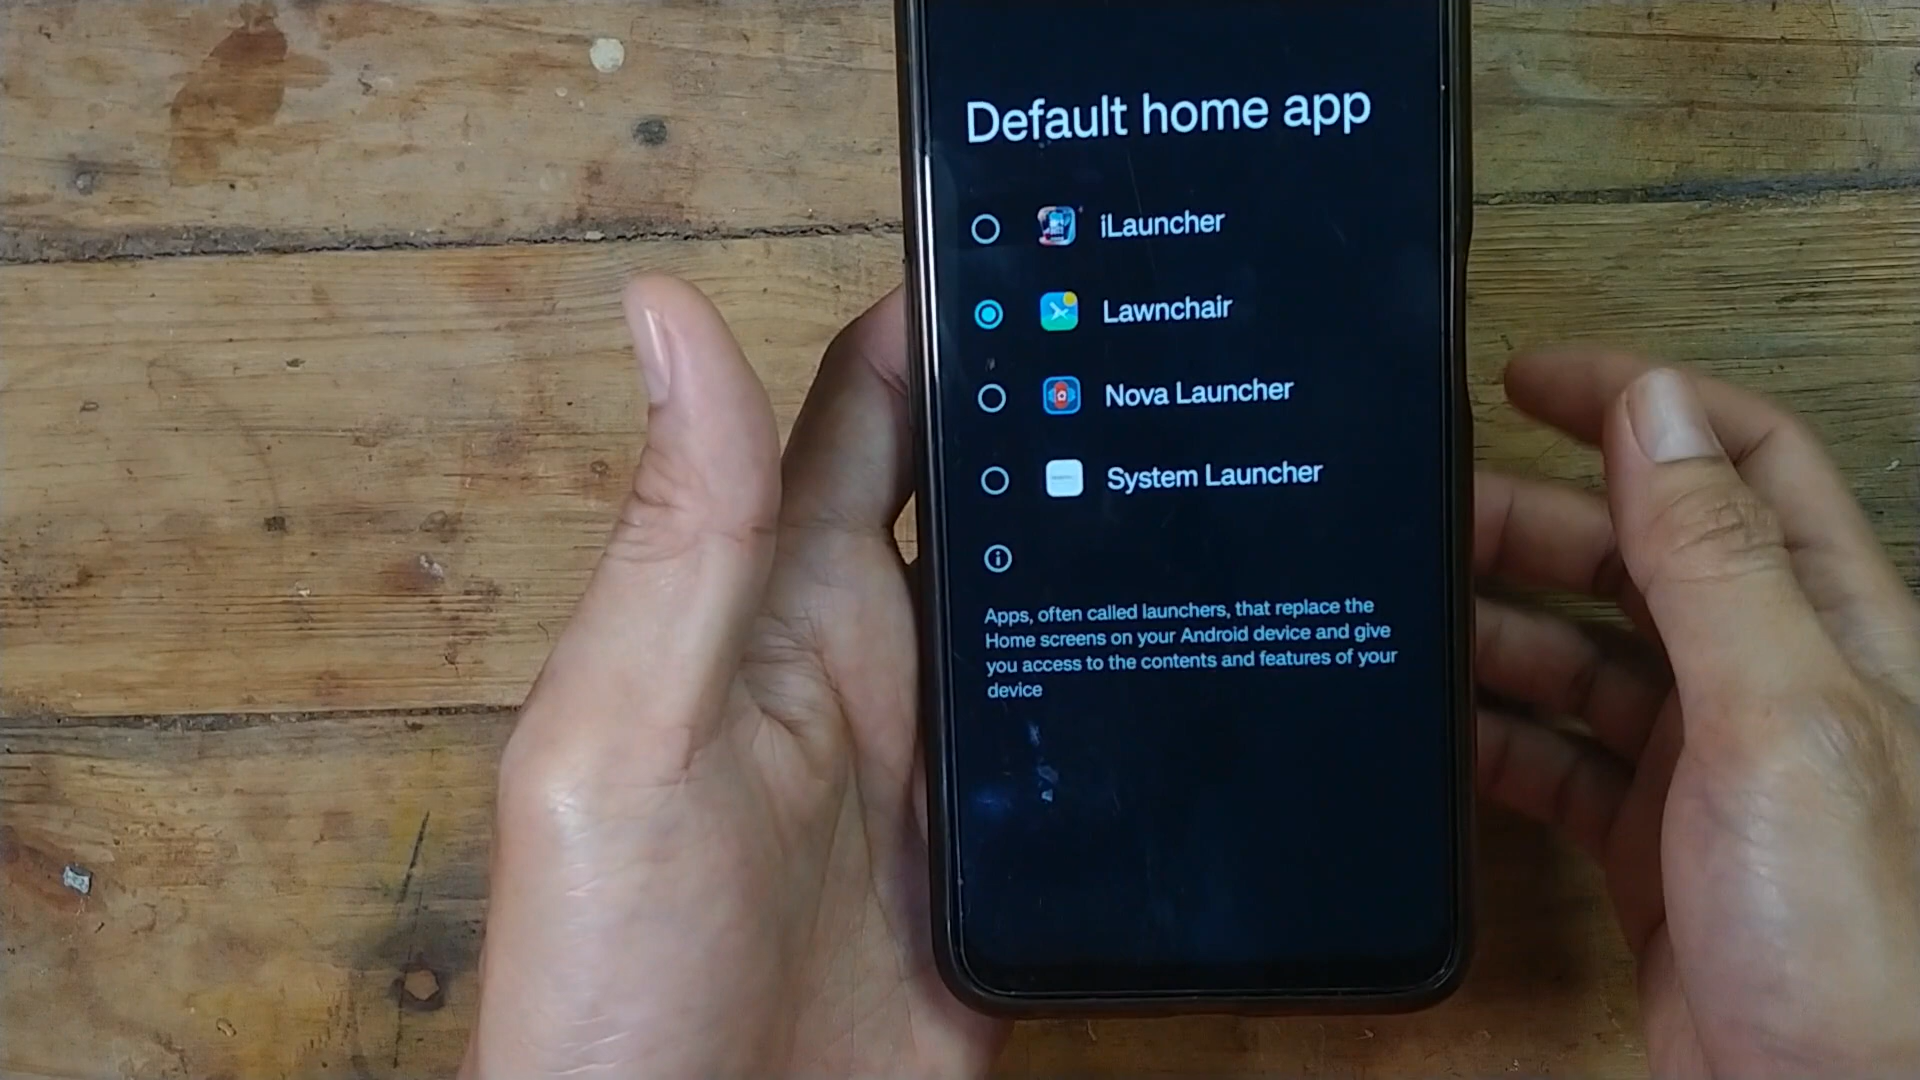 Default home app
iLauncher
Lawnchair
Nova Launcher
System Launcher
Apps, often called launchers, that replace the
Home screens on your Android device and give
you access to the contents and features of your
device